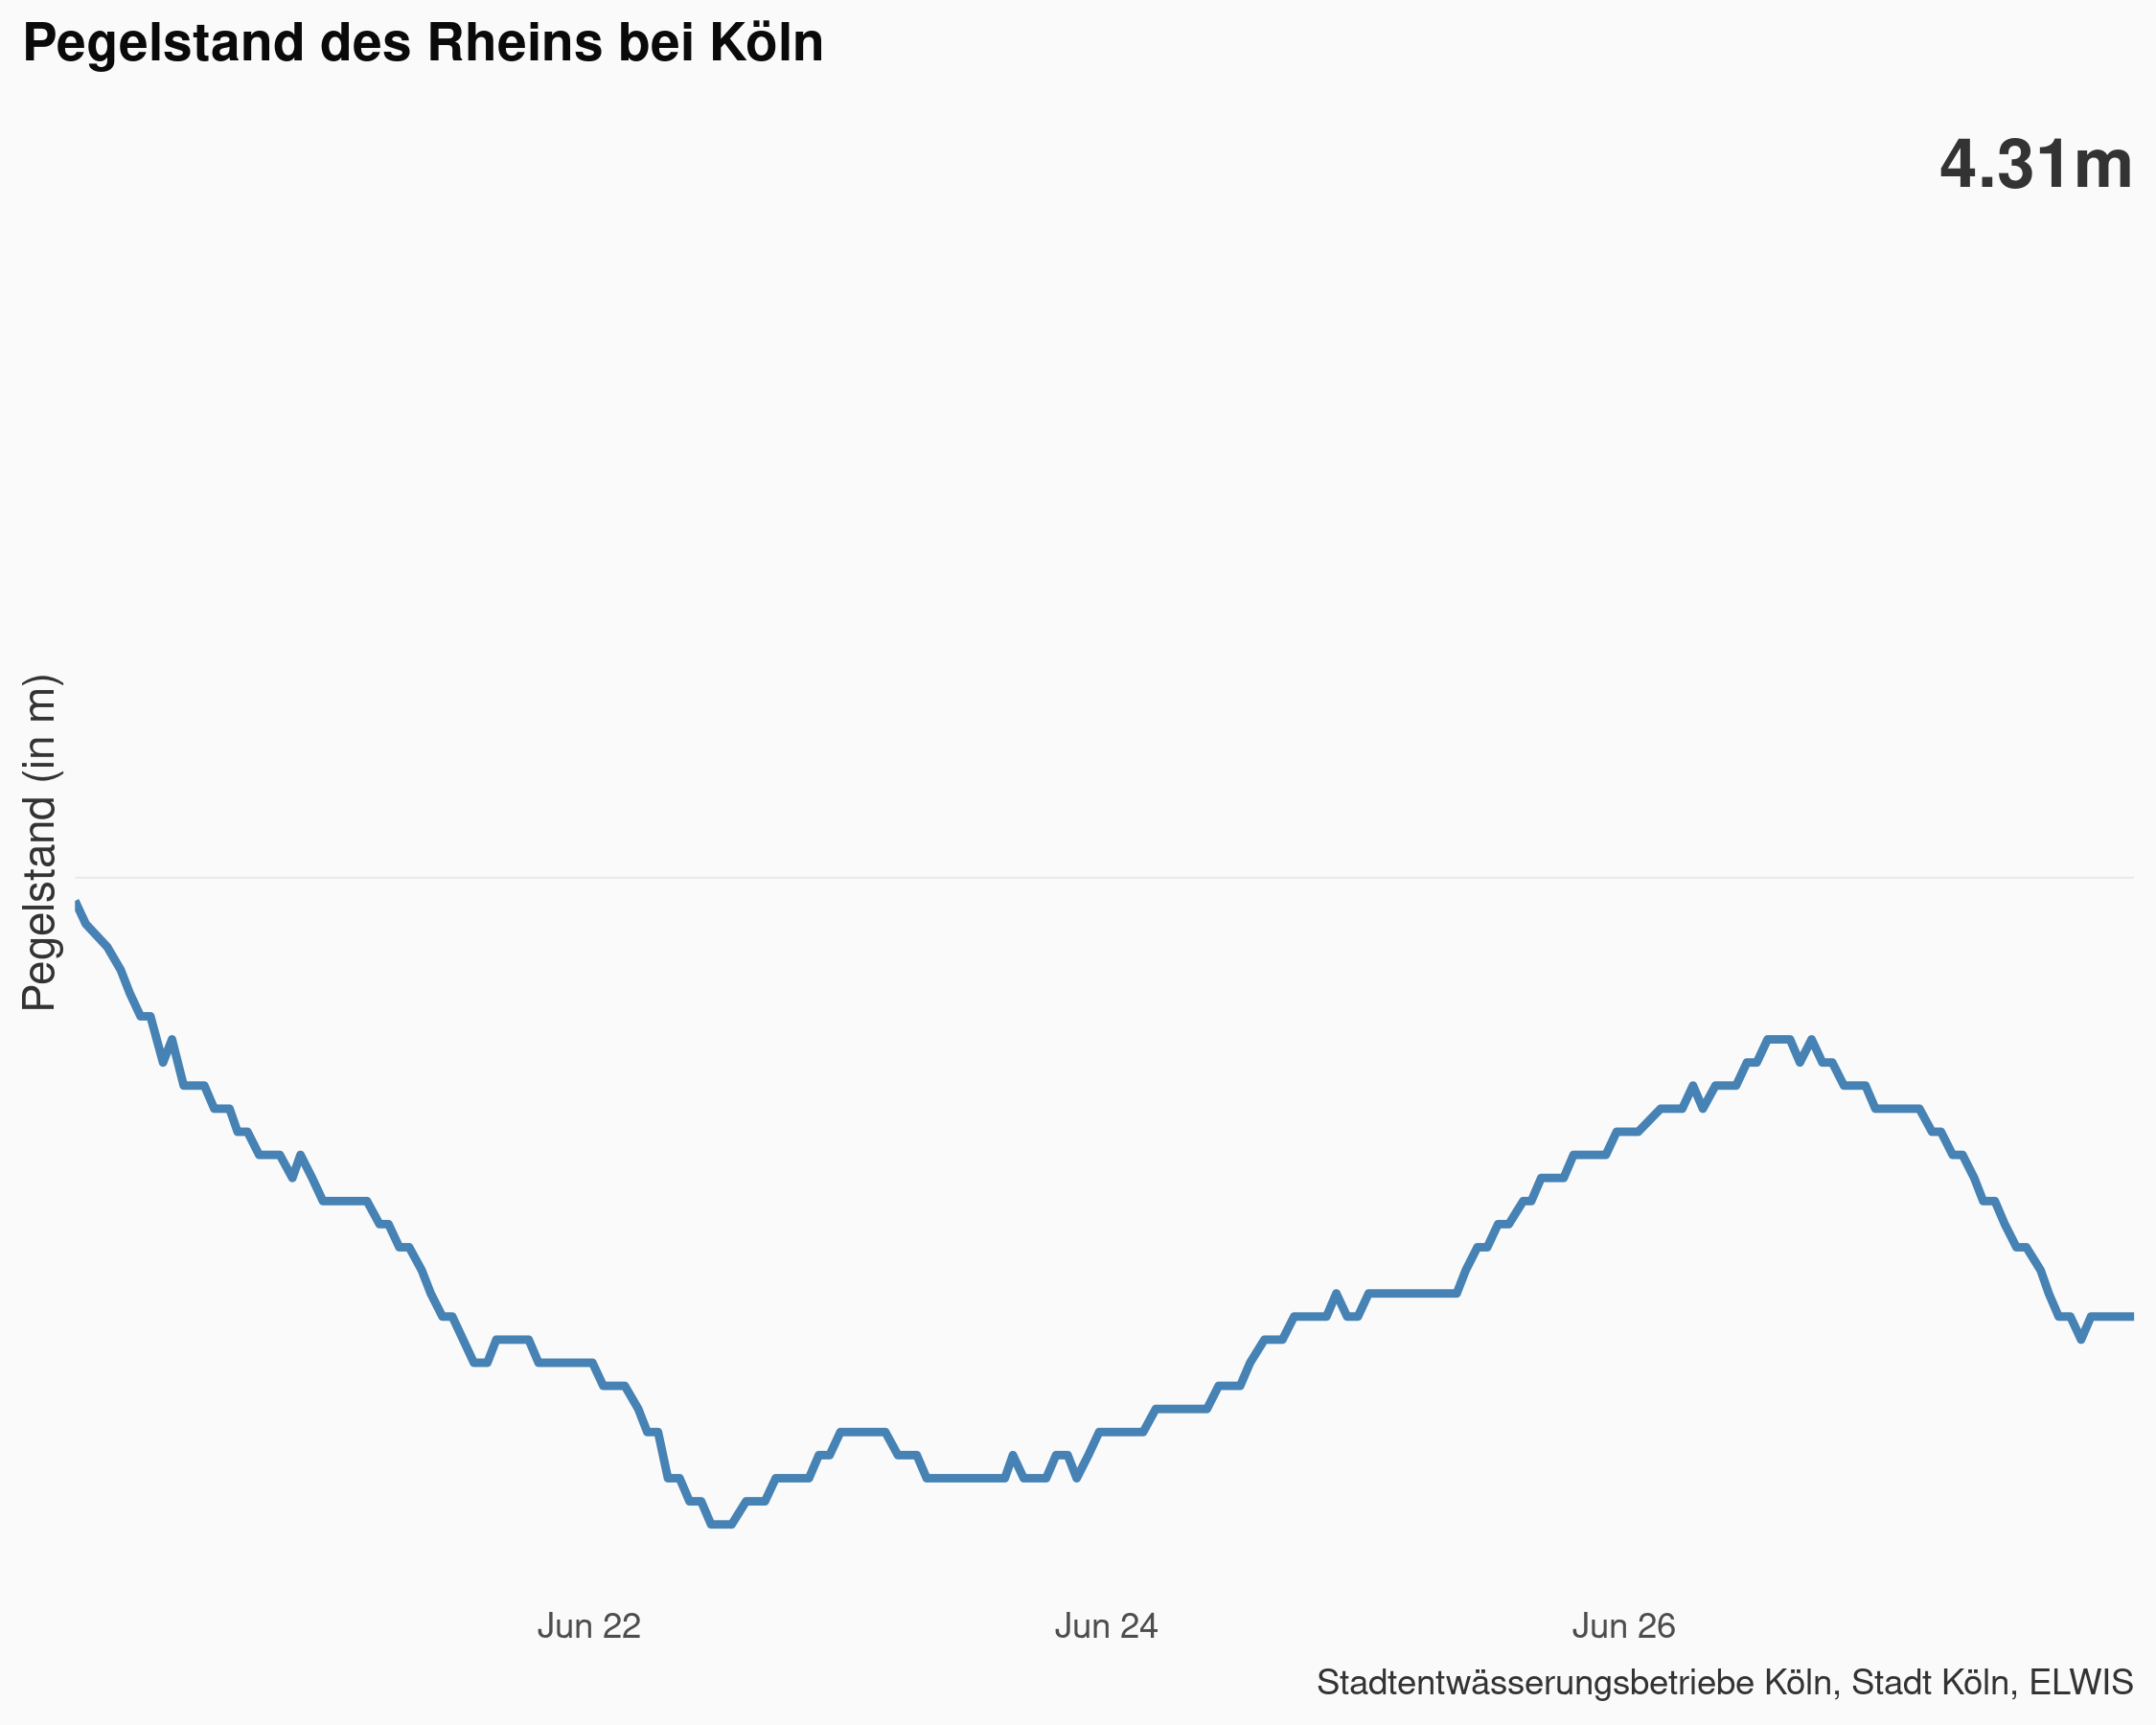 Pegelstand des Rheins bei Köln
4.31m
Pegelstand (in m)
Jun 22
Jun 24
Jun 26
Stadtentwässerungsbetriebe Köln, Stadt Köln, ELWIS